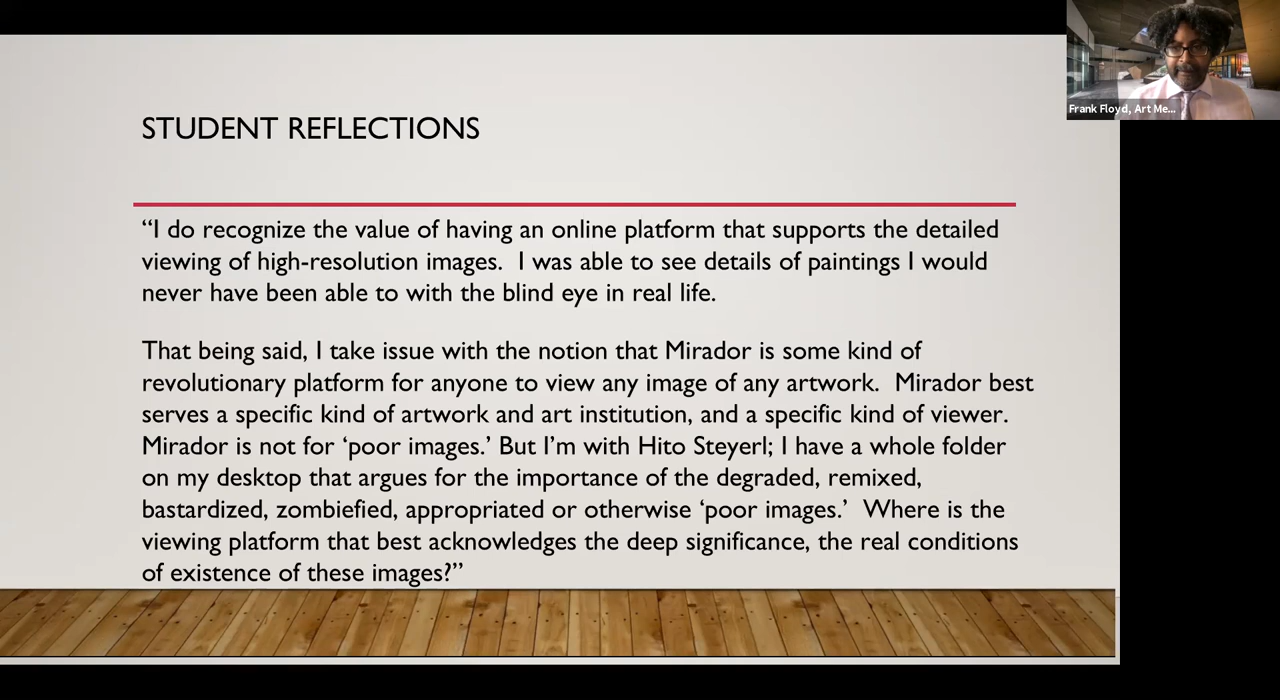 STUDENT REFLECTIONS
“I do recognize the value of having an online platform that supports the detailed
viewing of high-resolution images.  I was able to see details of paintings I would
never have been able to with the blind eye in real life.
That being said, I take issue with the notion that Mirador is some kind of
revolutionary platform for anyone to view any image of any artwork.  Mirador best
serves a specific kind of artwork and art institution, and a specific kind of viewer.
Mirador is not for ‘poor images.’ But I’m with Hito Steyerl; I have a whole folder
on my desktop that argues for the importance of the degraded, remixed,
bastardized, zombiefied, appropriated or otherwise ‘poor images.’  Where is the
viewing platform that best acknowledges the deep significance, the real conditions
of existence of these images?”
Frank Floyd, Art Me...